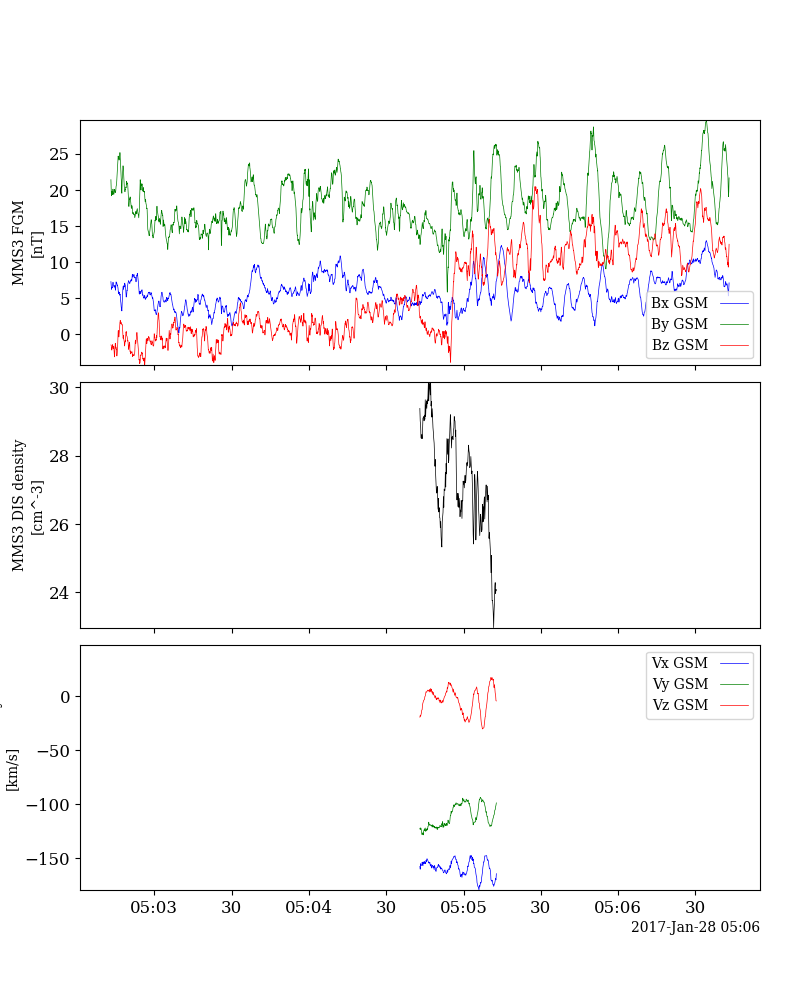 MMS3 FGM
[nT]
25
20
15
10
5
0
Bx GSM
By GSM
Bz GSM
MMS3 DIS density
[cm^-3]
30
28
26
24
[km/s]
0
−50
−100
−150
Vx GSM
Vy GSM
Vz GSM
05:03 30 05:04 30 05:05 30 05:06 30
2017-Jan-28 05:06